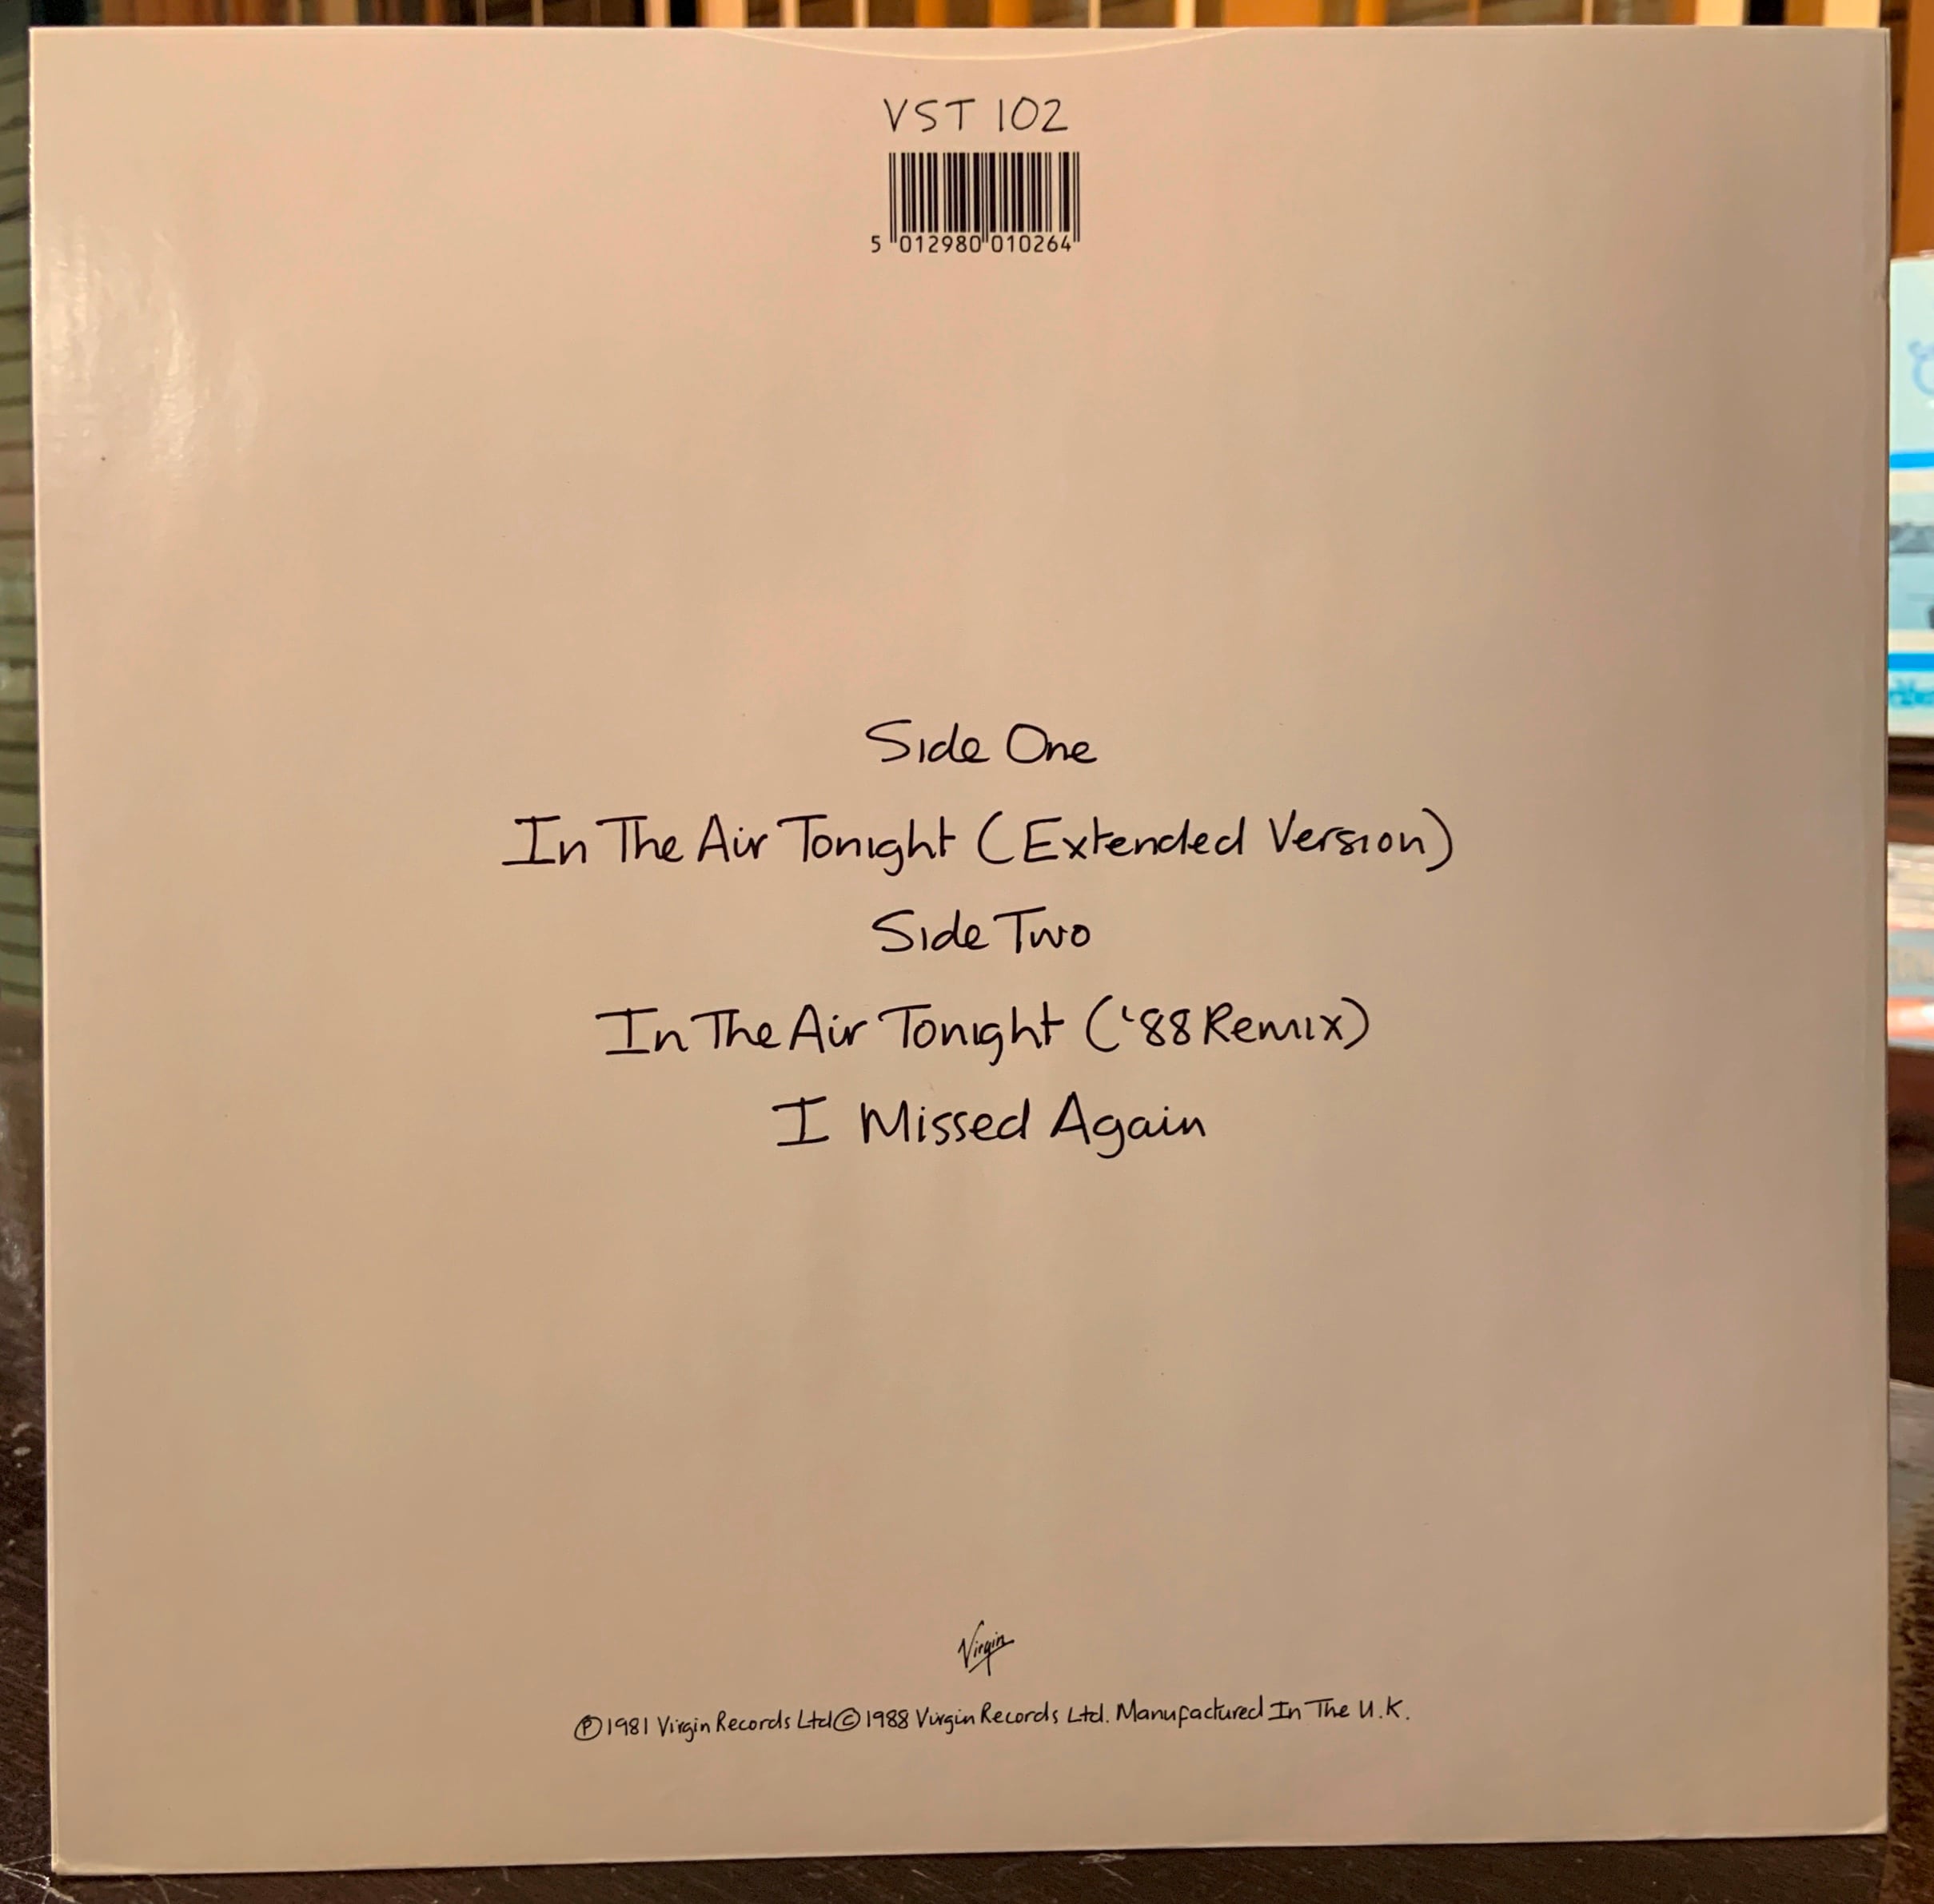 VST 102
5 012980 010264
Side One
In The Air Tonight (Extended Version)
Side Two
In The Air Tonight ('88 Remix)
I Missed Again
Virgin
℗ 1981 Virgin Records Ltd © 1988 Virgin Records Ltd. Manufactured In The U.K.